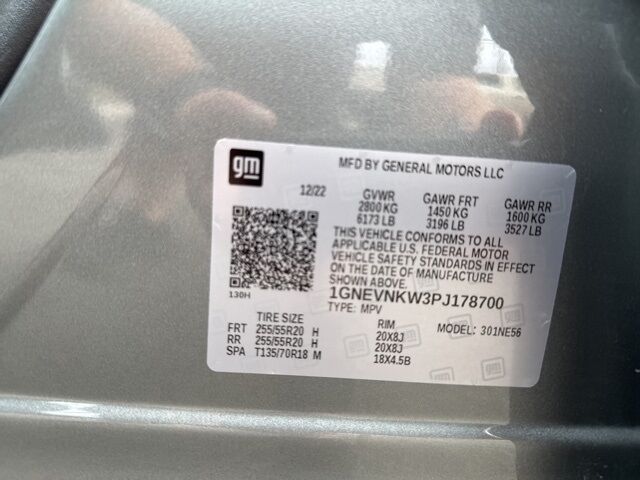 gm
MFD BY GENERAL MOTORS LLC
12/22
GVWR GAWR FRT GAWR RR
2800 KG 1450 KG 1600 KG
6173 LB 3196 LB 3527 LB
THIS VEHICLE CONFORMS TO ALL
APPLICABLE U.S. FEDERAL MOTOR
VEHICLE SAFETY STANDARDS IN EFFECT
ON THE DATE OF MANUFACTURE
SHOWN ABOVE.
130H
1GNEVNKW3PJ178700
TYPE: MPV
TIRE SIZE RIM MODEL: 301NE56
FRT 255/55R20 H 20X8J
RR 255/55R20 H 20X8J
SPA T135/70R18 M 18X4.5B